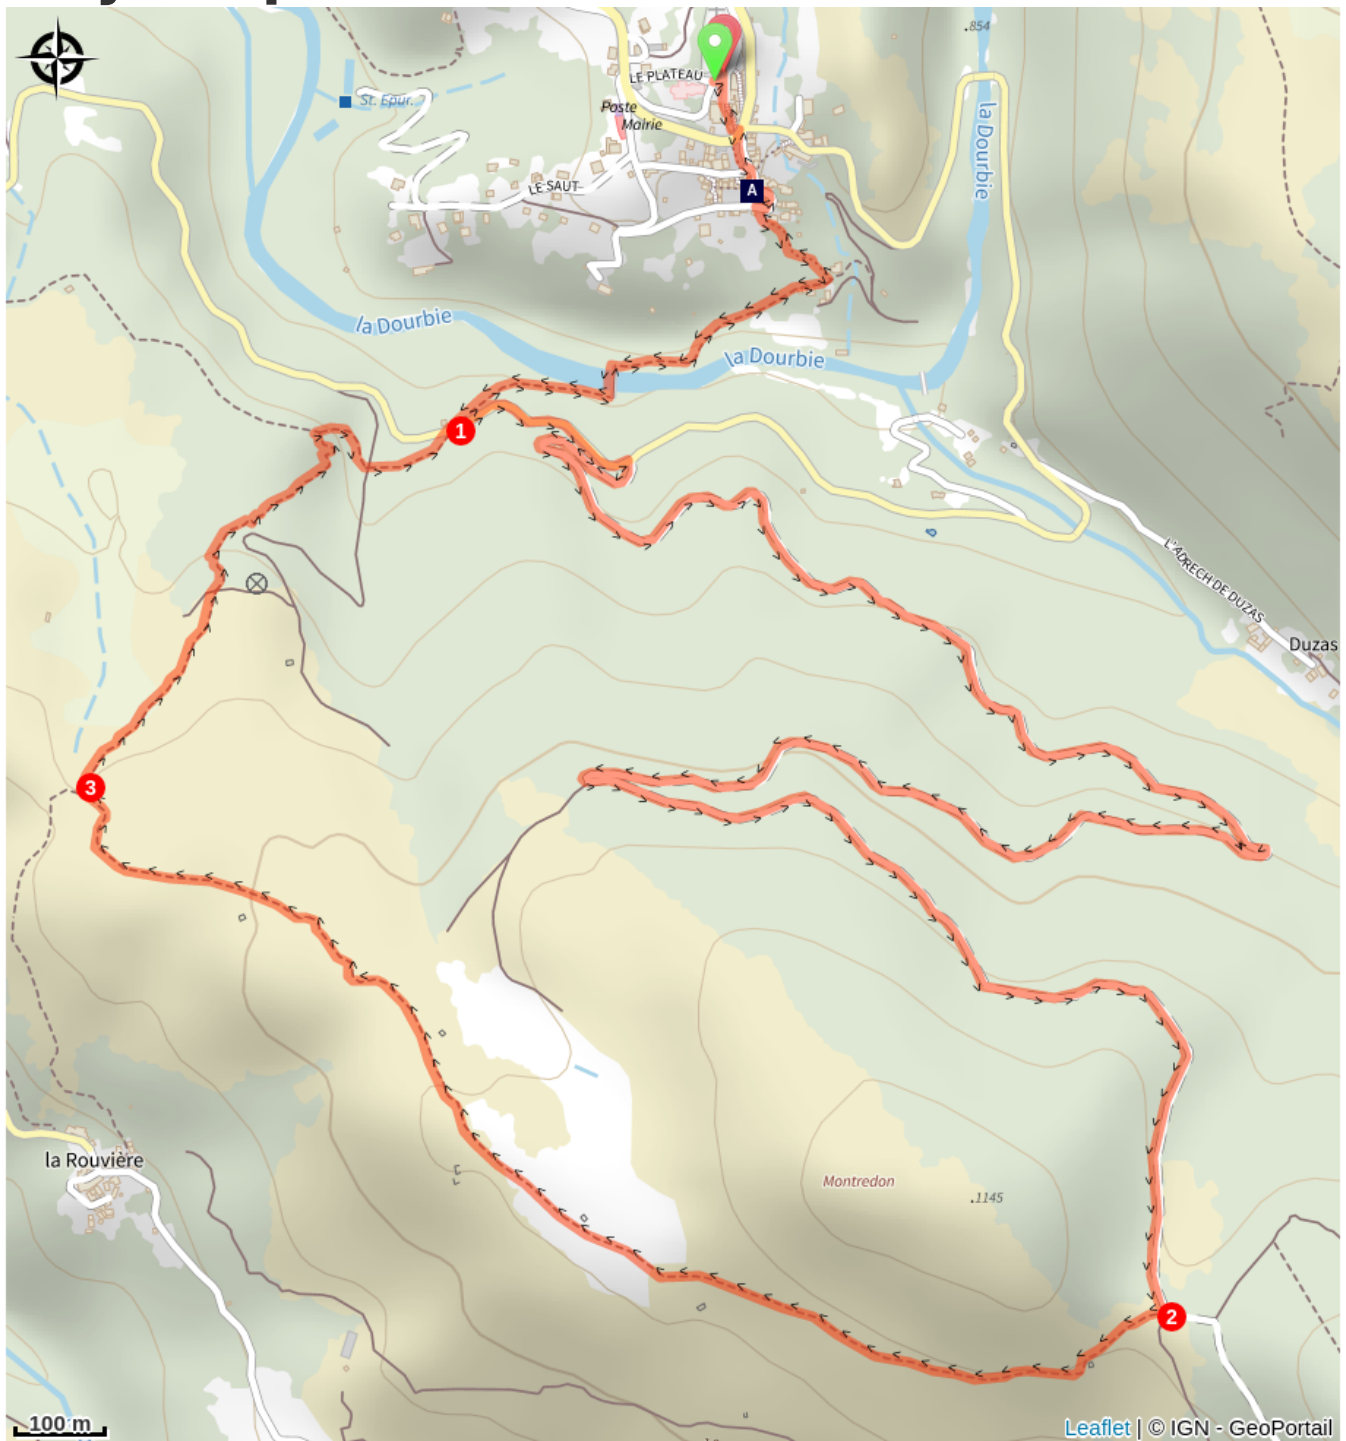 .854
LE PLATEAU
St. Epur.
Poste
Mairie
la Dourbie
A
LE SAUT
la Dourbie
la Dourbie
1
L'ADRECH DE DUZAS
Duzas
3
la Rouvière
Montredon
.1145
2
100 m
Leaflet | © IGN - GeoPortail